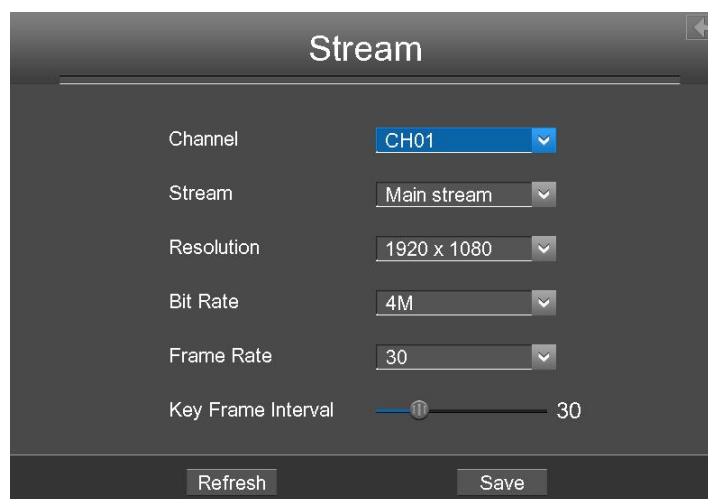 Stream
Channel CH01
Stream Main stream
Resolution 1920 x 1080
Bit Rate 4M
Frame Rate 30
Key Frame Interval 30
Refresh Save